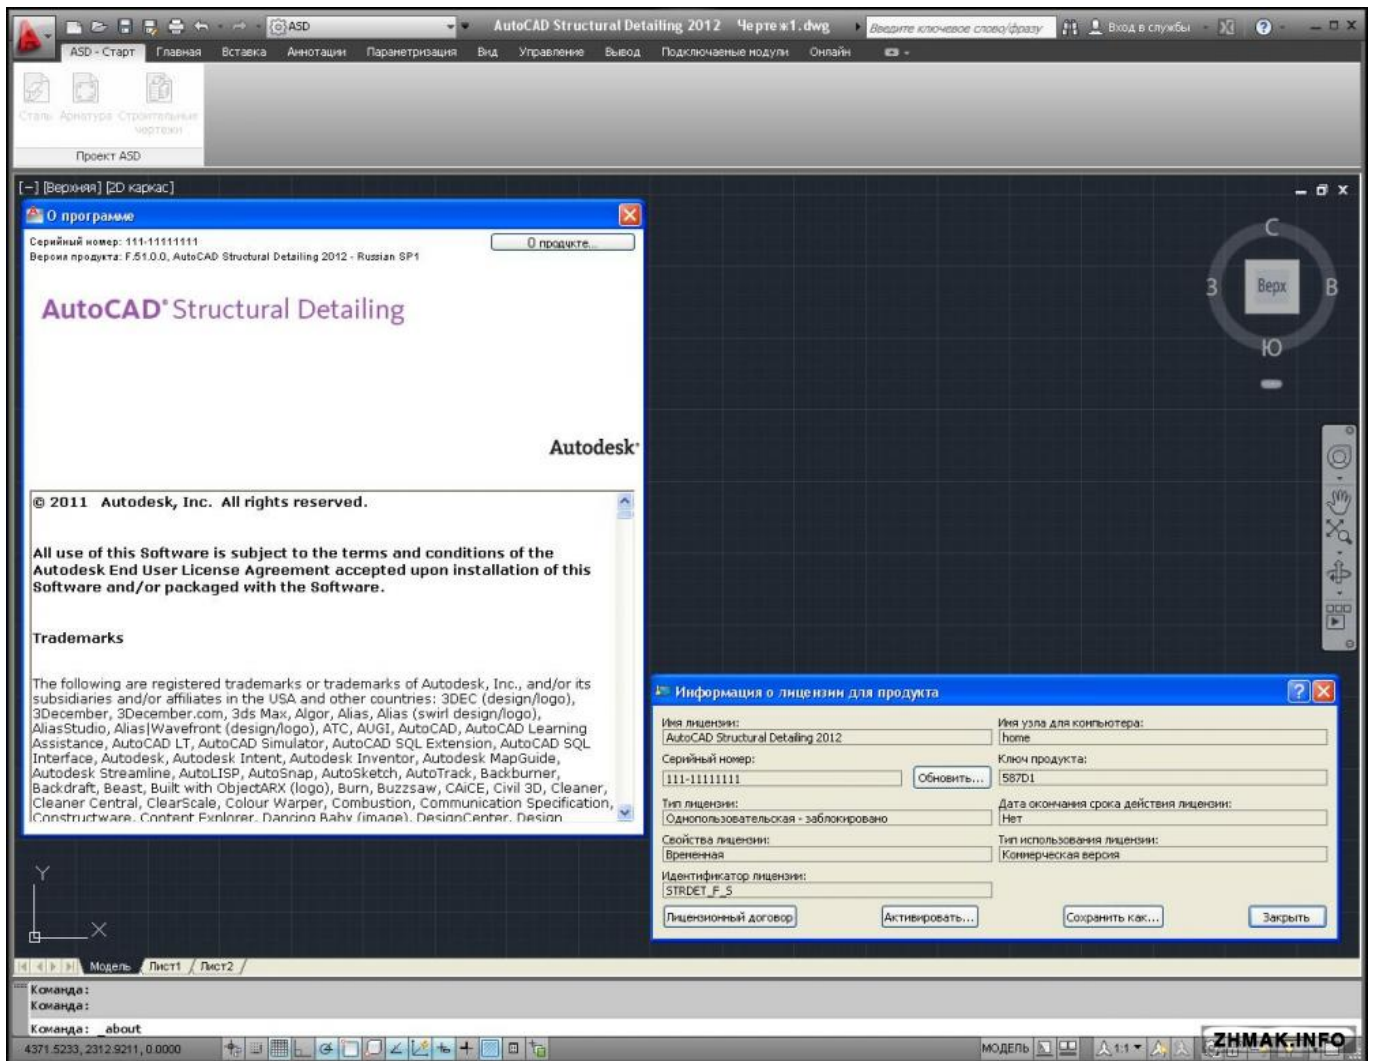 ASD
AutoCAD Structural Detailing 2012 Чертеж1.dwg
Введите ключевое слово/фразу
Вход в службы
ASD - Старт Главная Вставка Аннотации Параметризация Вид Управление Вывод Подключаемые модули Онлайн
Сталь Арматура Строительные
чертежи
Проект ASD
[−] [Верхняя] [2D каркас]
О программе
Серийный номер: 111-11111111
О продукте...
Версия продукта: F.51.0.0, AutoCAD Structural Detailing 2012 - Russian SP1
AutoCAD® Structural Detailing
Autodesk®
© 2011 Autodesk, Inc. All rights reserved.
All use of this Software is subject to the terms and conditions of the
Autodesk End User License Agreement accepted upon installation of this
Software and/or packaged with the Software.
Trademarks
The following are registered trademarks or trademarks of Autodesk, Inc., and/or its
subsidiaries and/or affiliates in the USA and other countries: 3DEC (design/logo),
3December, 3December.com, 3ds Max, Algor, Alias, Alias (swirl design/logo),
AliasStudio, Alias|Wavefront (design/logo), ATC, AUGI, AutoCAD, AutoCAD Learning
Assistance, AutoCAD LT, AutoCAD Simulator, AutoCAD SQL Extension, AutoCAD SQL
Interface, Autodesk, Autodesk Intent, Autodesk Inventor, Autodesk MapGuide,
Autodesk Streamline, AutoLISP, AutoSnap, AutoSketch, AutoTrack, Backburner,
Backdraft, Beast, Built with ObjectARX (logo), Burn, Buzzsaw, CAiCE, Civil 3D, Cleaner,
Cleaner Central, ClearScale, Colour Warper, Combustion, Communication Specification,
Constructware, Content Explorer, Dancing Baby (image), DesignCenter, Design
С
З
Верх
В
Ю
Информация о лицензии для продукта
Имя лицензии:
AutoCAD Structural Detailing 2012
Имя узла для компьютера:
home
Серийный номер:
111-11111111
Обновить...
Ключ продукта:
587D1
Тип лицензии:
Однопользовательская - заблокировано
Дата окончания срока действия лицензии:
Нет
Свойства лицензии:
Временная
Тип использования лицензии:
Коммерческая версия
Идентификатор лицензии:
STRDET_F_S
Лицензионный договор
Активировать...
Сохранить как...
Закрыть
Y
X
Модель Лист1 Лист2
Команда:
Команда:
Команда: _about
4371.5233, 2312.9211, 0.0000
МОДЕЛЬ
1:1
ZHMAK.INFO